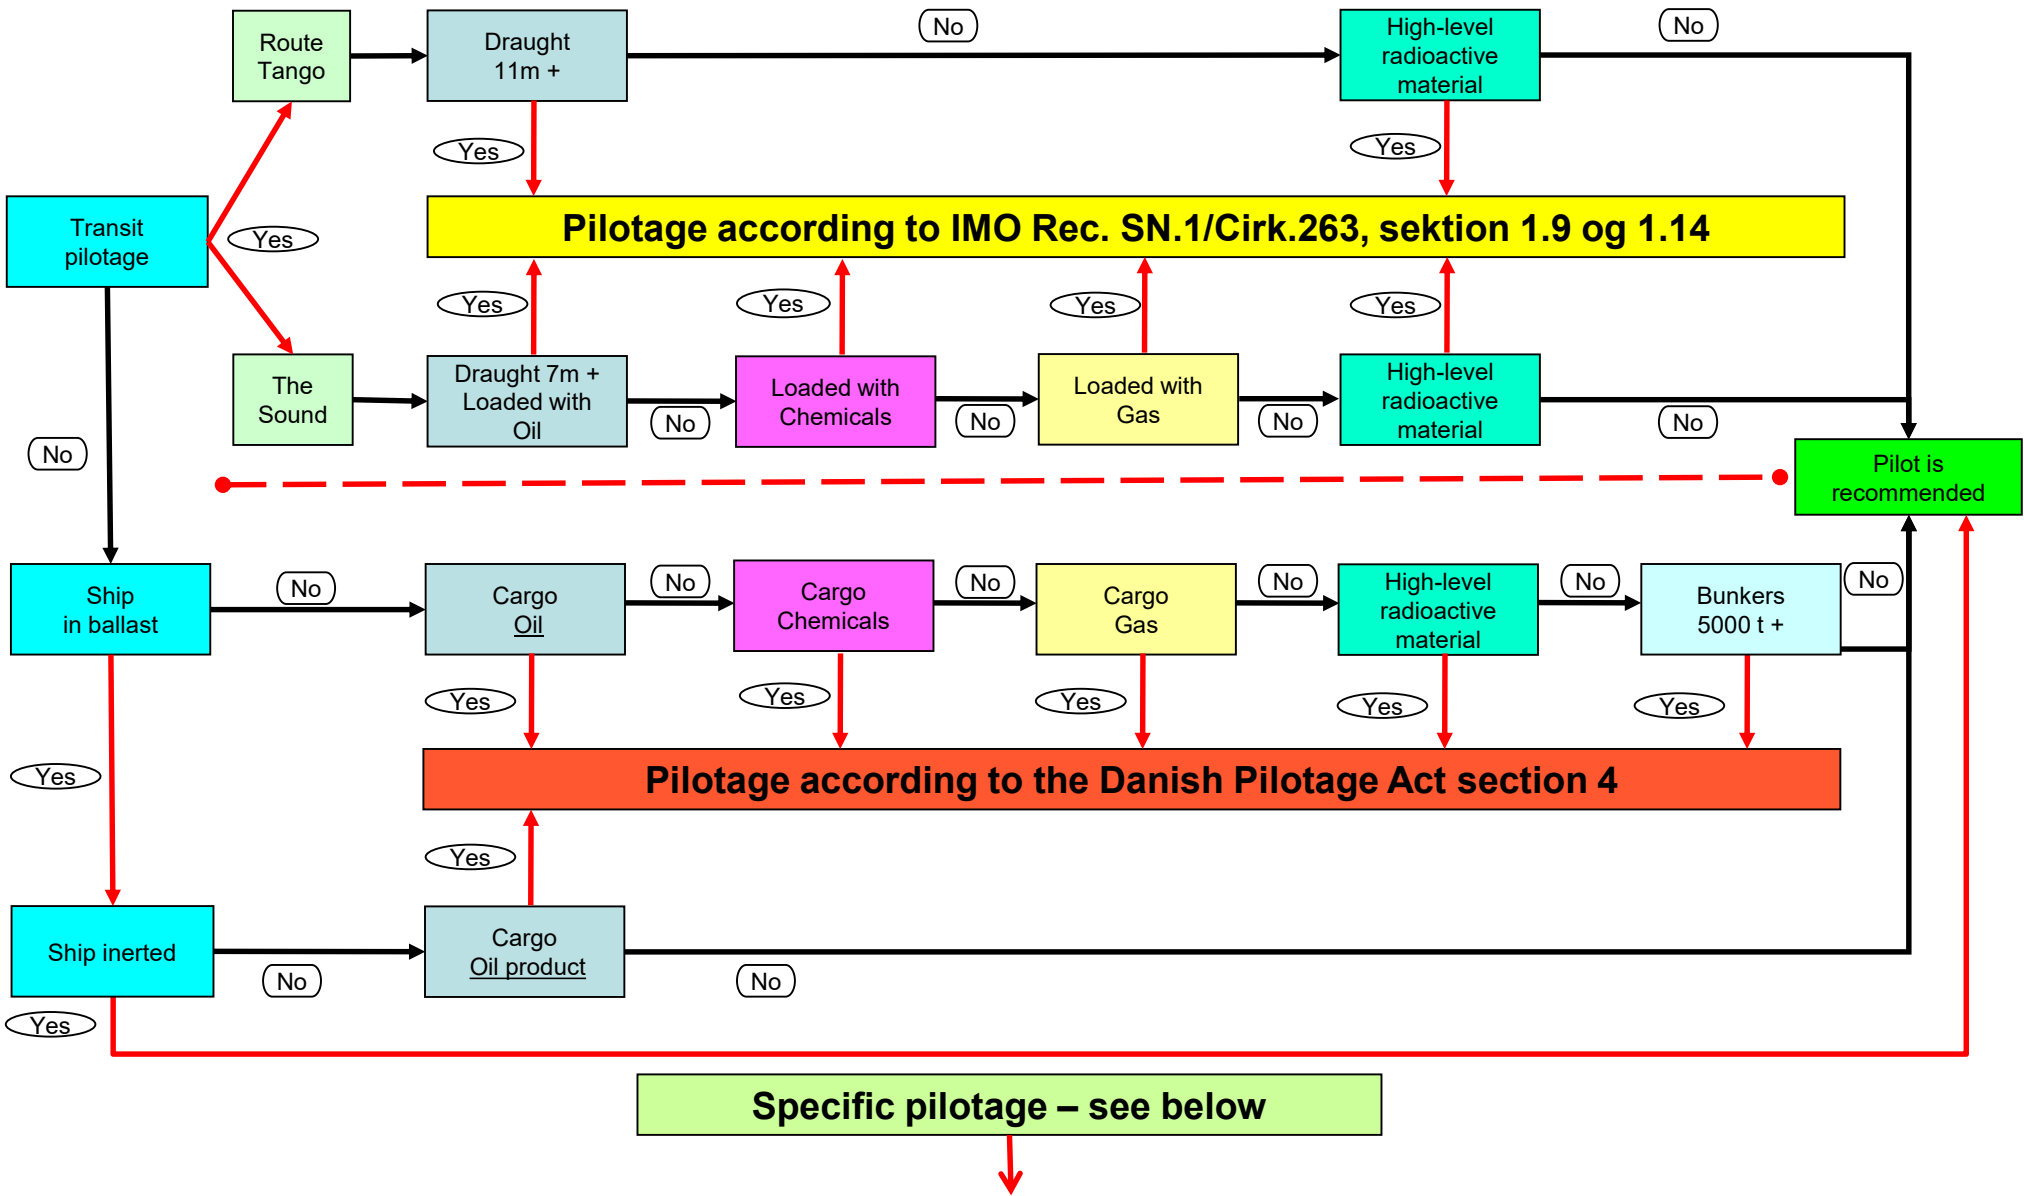 No
No
Route
Tango
Draught
11m +
High-level
radioactive
material
Yes
Yes
Transit
pilotage
Yes
Pilotage according to IMO Rec. SN.1/Cirk.263, sektion 1.9 og 1.14
Yes
Yes
Yes
Yes
The
Sound
Draught 7m +
Loaded with
Oil
No
Loaded with
Chemicals
No
Loaded with
Gas
No
High-level
radioactive
material
No
No
Pilot is
recommended
Ship
in ballast
No
Cargo
Oil
No
Cargo
Chemicals
No
Cargo
Gas
No
High-level
radioactive
material
No
Bunkers
5000 t +
No
Yes
Yes
Yes
Yes
Yes
Yes
Pilotage according to the Danish Pilotage Act section 4
Yes
Ship inerted
No
Cargo
Oil product
No
Yes
Specific pilotage – see below